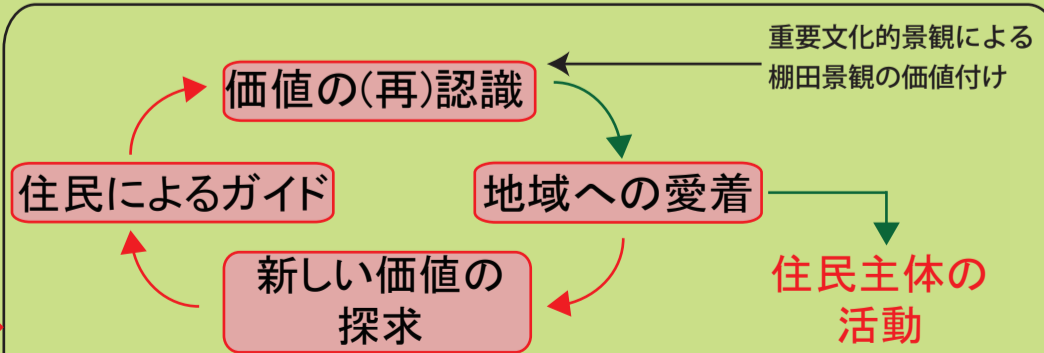 重要文化的景観による
棚田景観の価値付け
価値の(再)認識
住民によるガイド
地域への愛着
新しい価値の
探求
住民主体の
活動